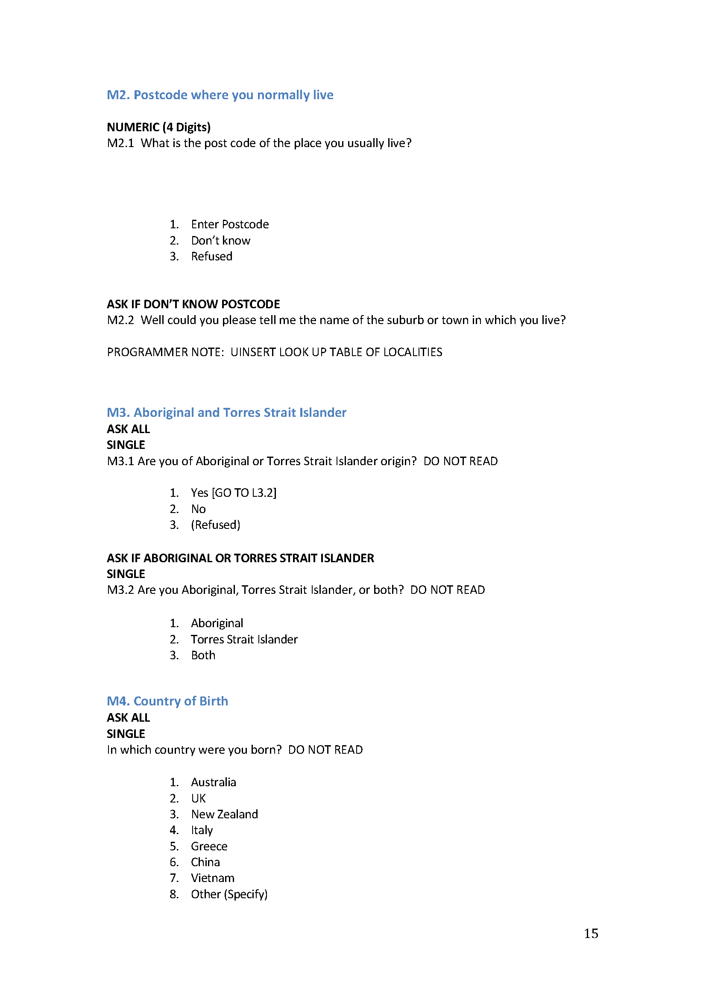 M2. Postcode where you normally live
NUMERIC (4 Digits)
M2.1  What is the post code of the place you usually live?
1. Enter Postcode
2. Don’t know
3. Refused
ASK IF DON’T KNOW POSTCODE
M2.2  Well could you please tell me the name of the suburb or town in which you live?
PROGRAMMER NOTE:  UINSERT LOOK UP TABLE OF LOCALITIES
M3. Aboriginal and Torres Strait Islander
ASK ALL
SINGLE
M3.1 Are you of Aboriginal or Torres Strait Islander origin?  DO NOT READ
1. Yes [GO TO L3.2]
2. No
3. (Refused)
ASK IF ABORIGINAL OR TORRES STRAIT ISLANDER
SINGLE
M3.2 Are you Aboriginal, Torres Strait Islander, or both?  DO NOT READ
1. Aboriginal
2. Torres Strait Islander
3. Both
M4. Country of Birth
ASK ALL
SINGLE
In which country were you born?  DO NOT READ
1. Australia
2. UK
3. New Zealand
4. Italy
5. Greece
6. China
7. Vietnam
8. Other (Specify)
15